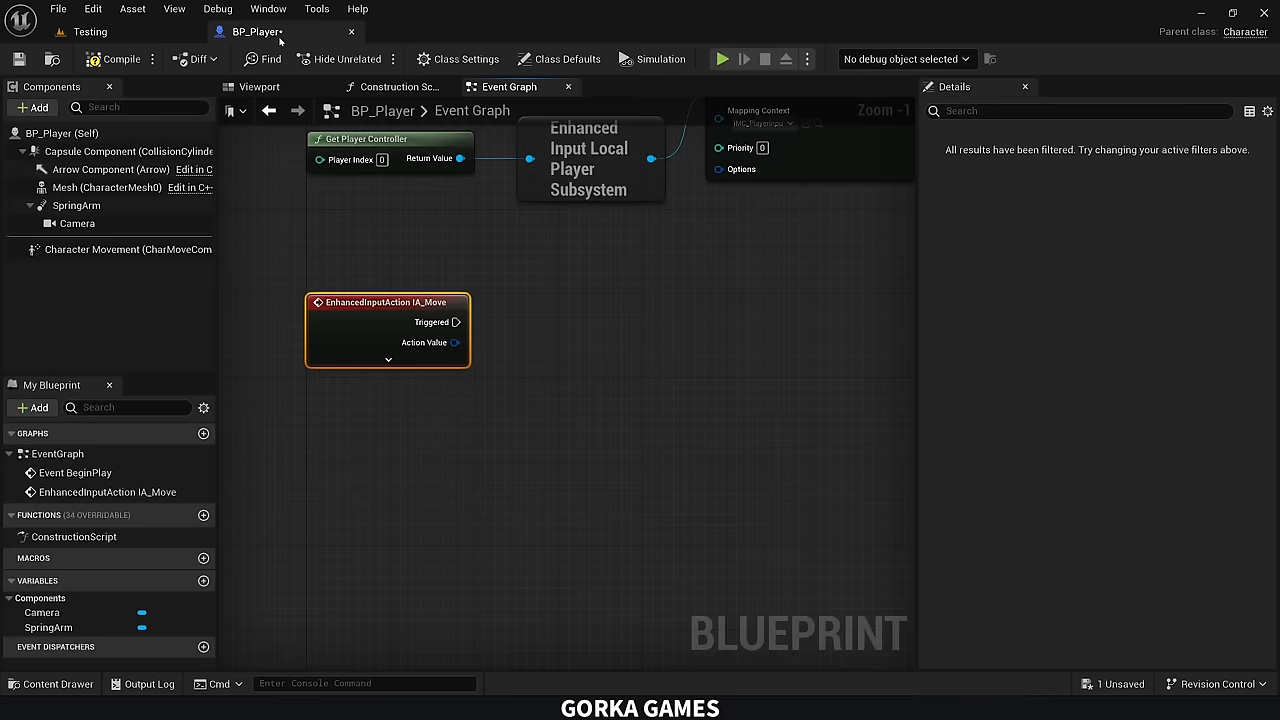 File Edit Asset View Debug Window Tools Help
Testing
BP_Player*
Parent class: Character
Compile
Diff
Find
Hide Unrelated
Class Settings
Class Defaults
Simulation
No debug object selected
Components
Viewport
Construction Sc...
Event Graph
Details
Add
Search
BP_Player > Event Graph
Zoom -1
Search
BP_Player (Self)
Capsule Component (CollisionCylinde
Arrow Component (Arrow) Edit in C
Mesh (CharacterMesh0) Edit in C+
SpringArm
Camera
Character Movement (CharMoveCom
All results have been filtered. Try changing your active filters above.
Get Player Controller
Player Index 0
Return Value
Enhanced
Input Local
Player
Subsystem
Mapping Context
IMC_PlayerInpu
Priority 0
Options
EnhancedInputAction IA_Move
Triggered
Action Value
My Blueprint
Add
Search
GRAPHS
EventGraph
Event BeginPlay
EnhancedInputAction IA_Move
FUNCTIONS (34 OVERRIDABLE)
ConstructionScript
MACROS
VARIABLES
Components
Camera
SpringArm
EVENT DISPATCHERS
BLUEPRINT
Content Drawer
Output Log
Cmd
Enter Console Command
1 Unsaved
Revision Control
GORKA GAMES